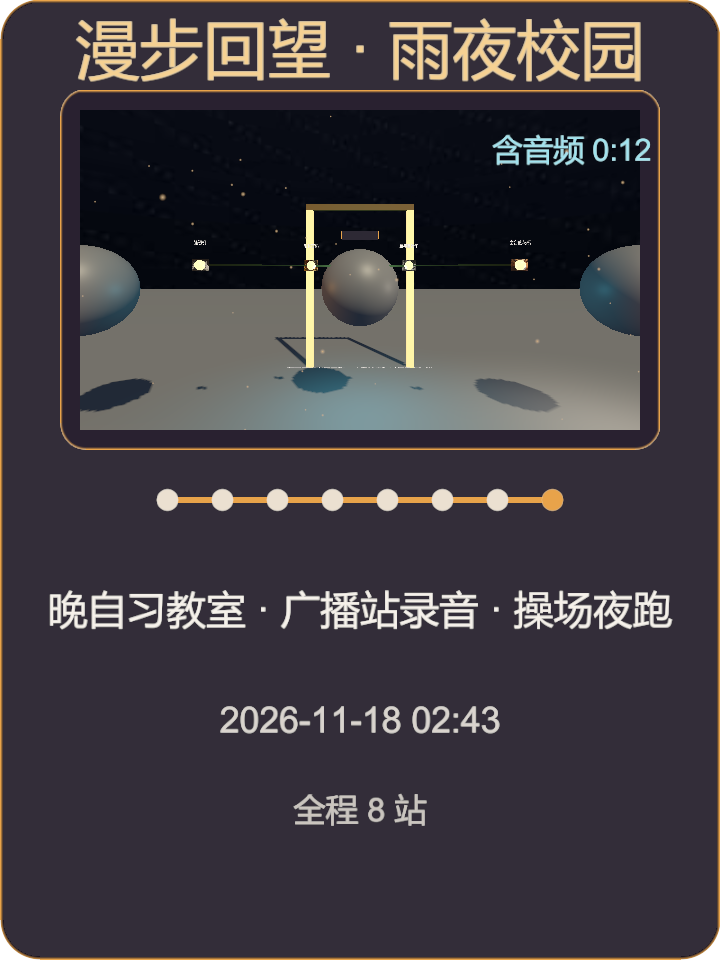 漫步回望 · 雨夜校园
含音频 0:12
晚自习教室 · 广播站录音 · 操场夜跑
2026-11-18 02:43
全程 8 站